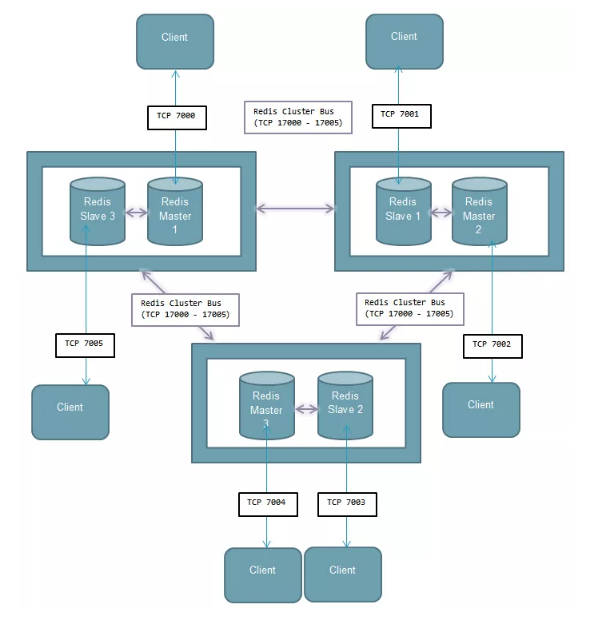 Client
Client
TCP 7000
Redis Cluster Bus
(TCP 17000 - 17005)
TCP 7001
Redis
Slave 3
Redis
Master
1
Redis
Slave 1
Redis
Master
2
Redis Cluster Bus
(TCP 17000 - 17005)
Redis Cluster Bus
(TCP 17000 - 17005)
TCP 7005
TCP 7002
Client
Client
Redis
Master
3
Redis
Slave 2
TCP 7004
TCP 7003
Client
Client